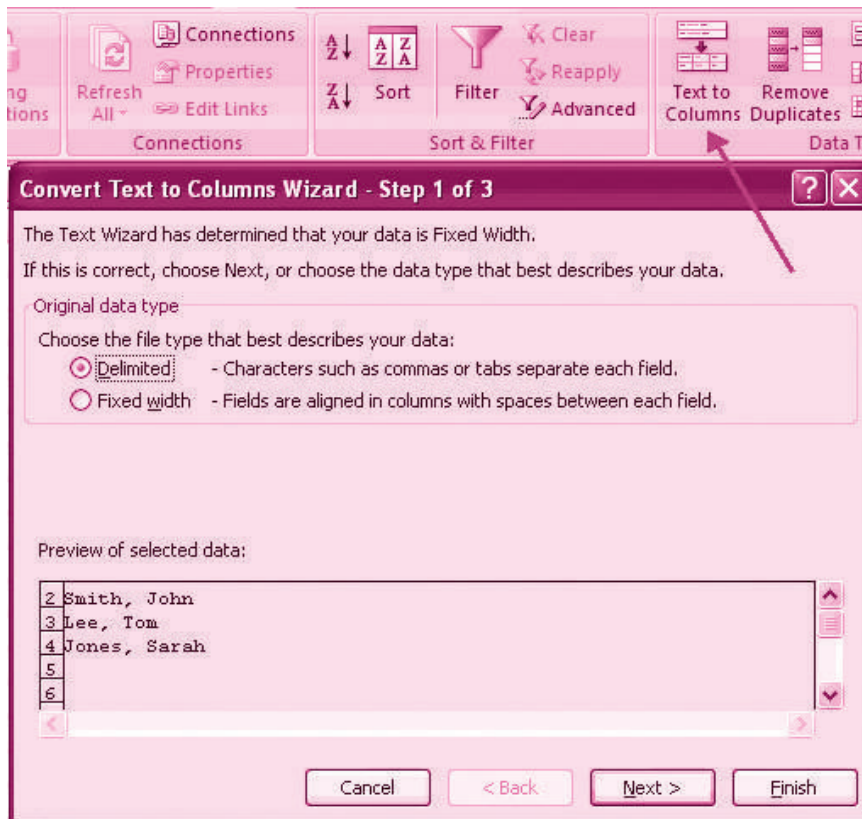 ng
tions
Refresh
All
Connections
Properties
Edit Links
Connections
A
Z
Z
A
A Z
Z A
Sort
Filter
Clear
Reapply
Advanced
Sort & Filter
Text to
Columns
Remove
Duplicates
Data T
Convert Text to Columns Wizard - Step 1 of 3
The Text Wizard has determined that your data is Fixed Width.
If this is correct, choose Next, or choose the data type that best describes your data.
Original data type
Choose the file type that best describes your data:
Delimited - Characters such as commas or tabs separate each field.
Fixed width - Fields are aligned in columns with spaces between each field.
Preview of selected data:
2 Smith, John
3 Lee, Tom
4 Jones, Sarah
5
6
Cancel < Back Next > Finish